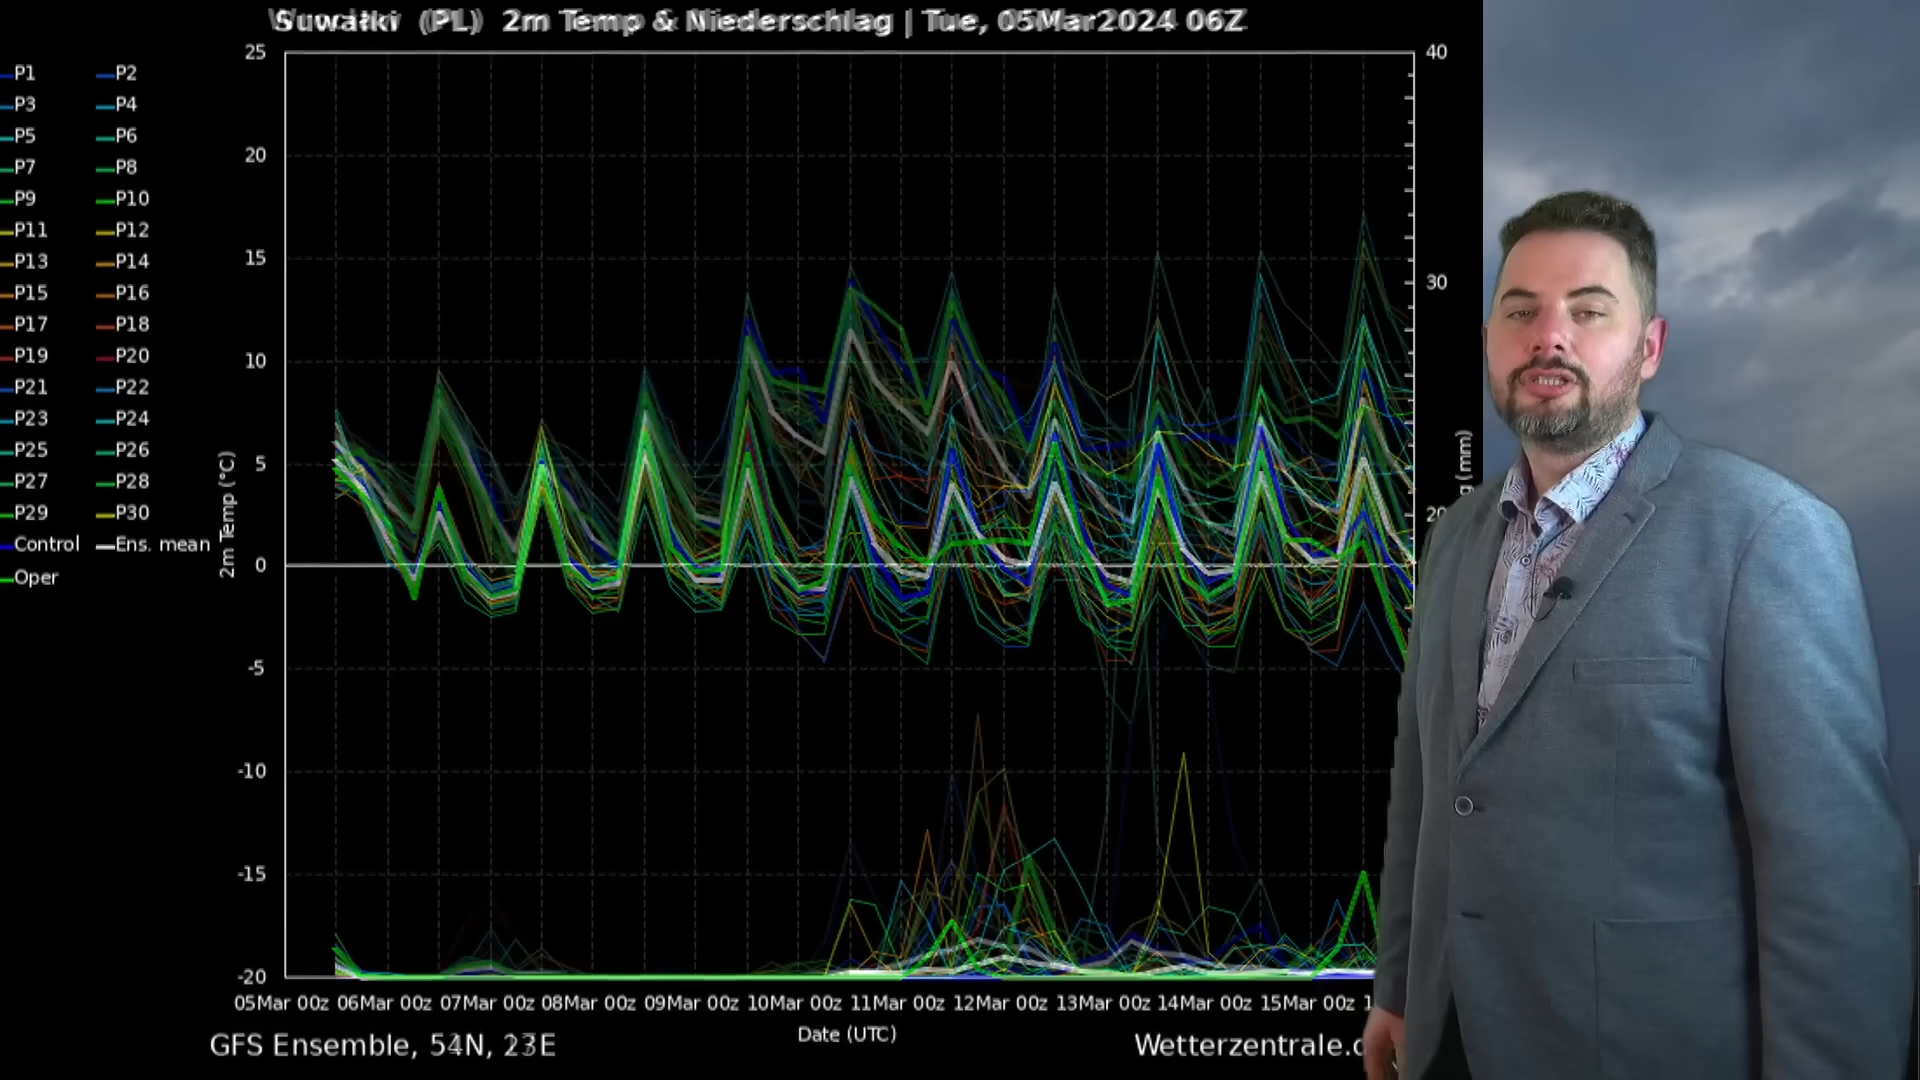 Suwałki (PL) 2m Temp & Niederschlag | Tue, 05Mar2024 06Z
P1 P2
P3 P4
P5 P6
P7 P8
P9 P10
P11 P12
P13 P14
P15 P16
P17 P18
P19 P20
P21 P22
P23 P24
P25 P26
P27 P28
P29 P30
Control Ens. mean
Oper
2m Temp (°C)
25
20
15
10
5
0
-5
-10
-15
-20
40
30
20
(mm)
05Mar 00z 06Mar 00z 07Mar 00z 08Mar 00z 09Mar 00z 10Mar 00z 11Mar 00z 12Mar 00z 13Mar 00z 14Mar 00z 15Mar 00z
Date (UTC)
GFS Ensemble, 54N, 23E
Wetterzentrale.d